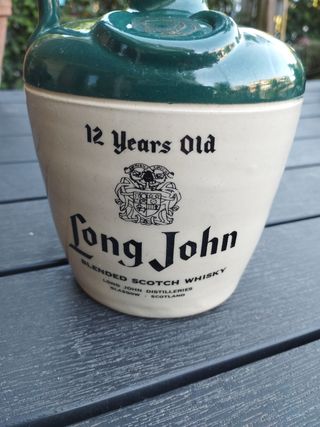 12 Years Old
Long John
BLENDED SCOTCH WHISKY
LONG JOHN DISTILLERIES
GLASGOW · SCOTLAND